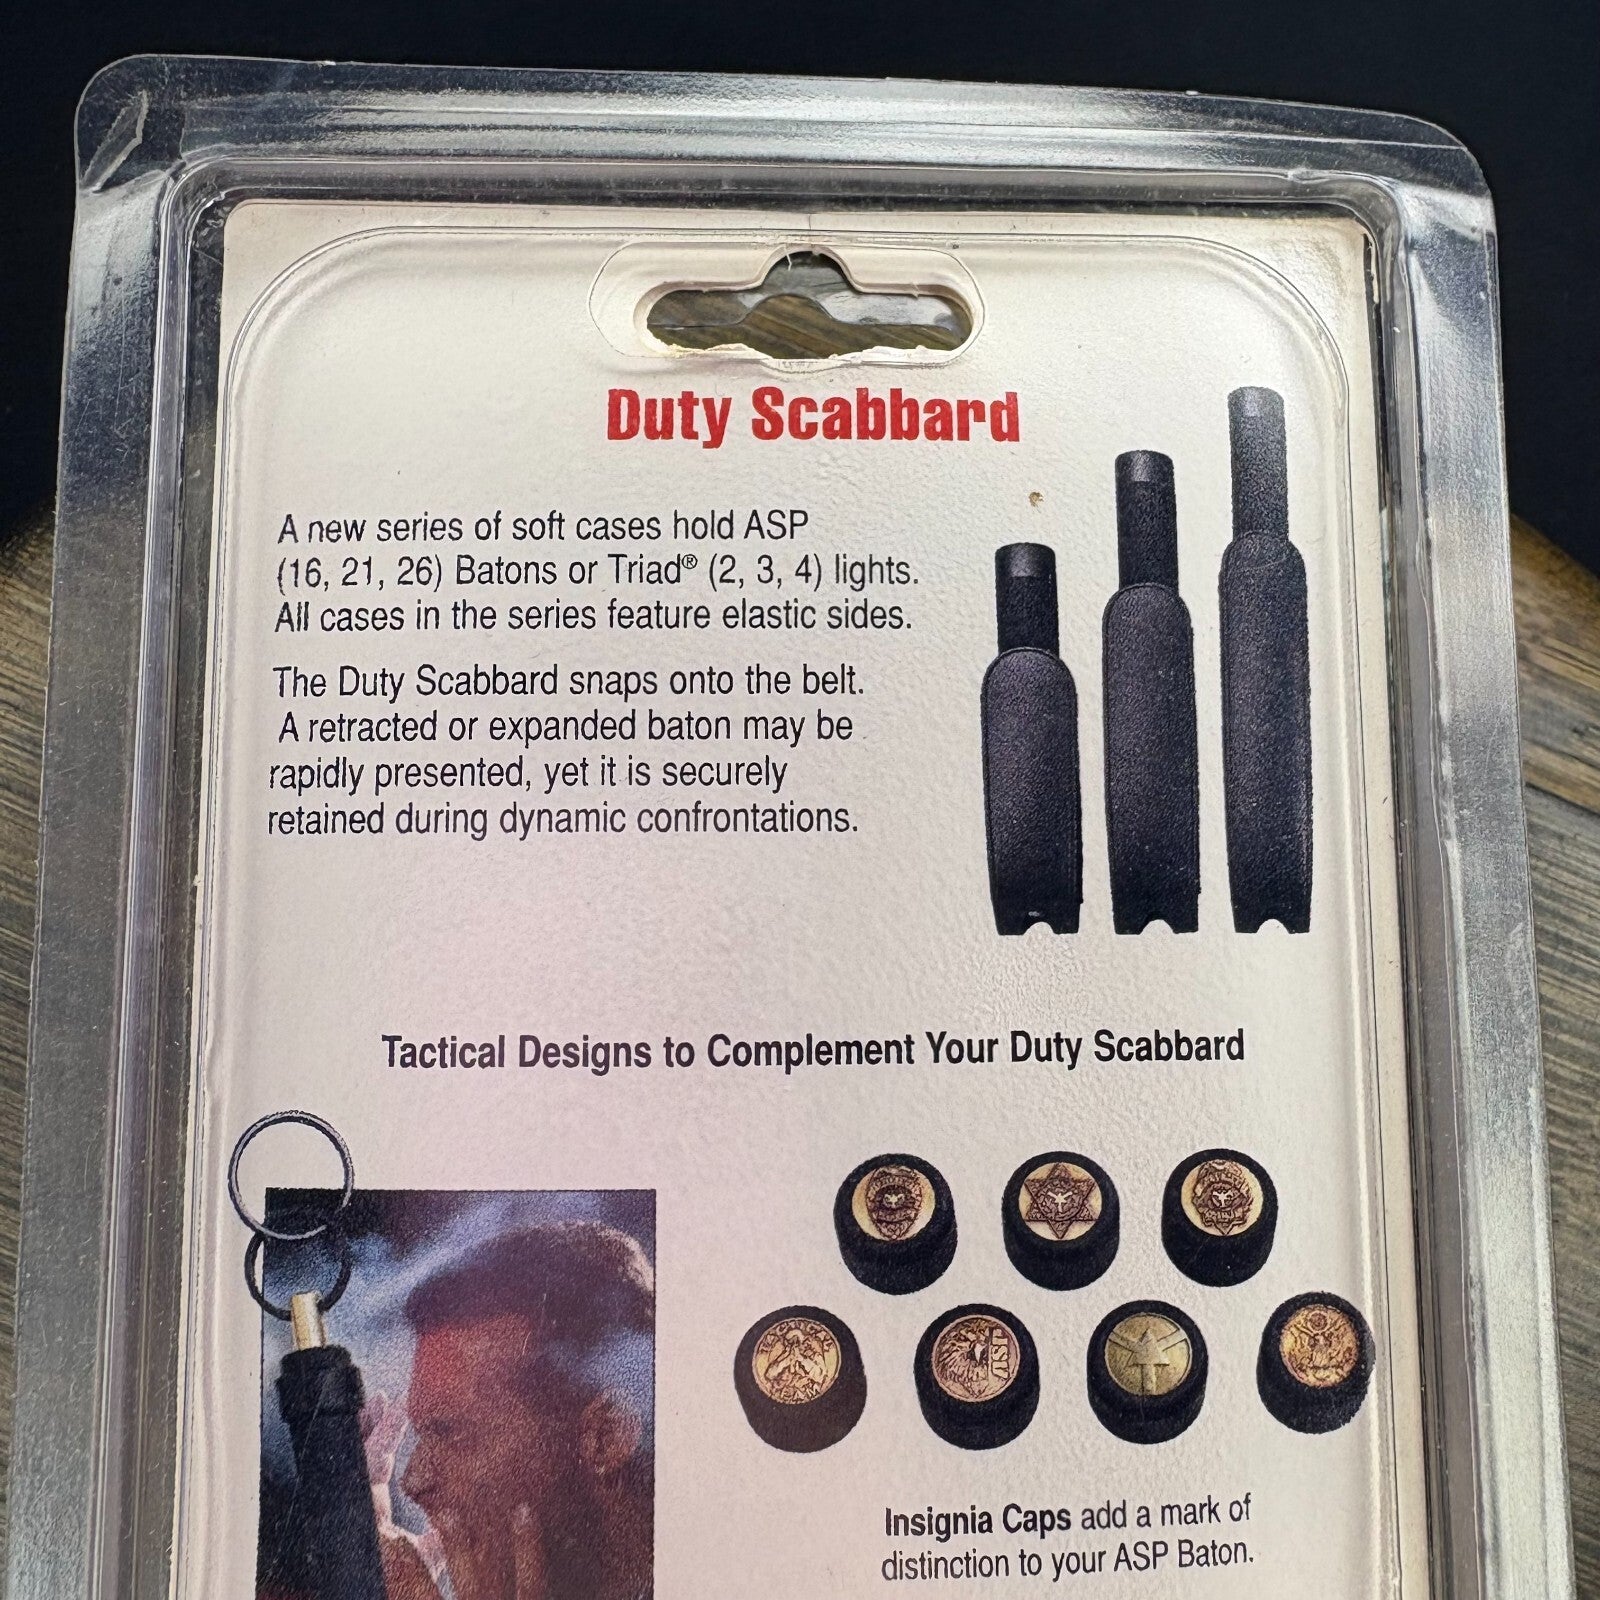 Duty Scabbard
A new series of soft cases hold ASP
(16, 21, 26) Batons or Triad® (2, 3, 4) lights.
All cases in the series feature elastic sides.
The Duty Scabbard snaps onto the belt.
A retracted or expanded baton may be
rapidly presented, yet it is securely
retained during dynamic confrontations.
Tactical Designs to Complement Your Duty Scabbard
ASP
Insignia Caps add a mark of
distinction to your ASP Baton.